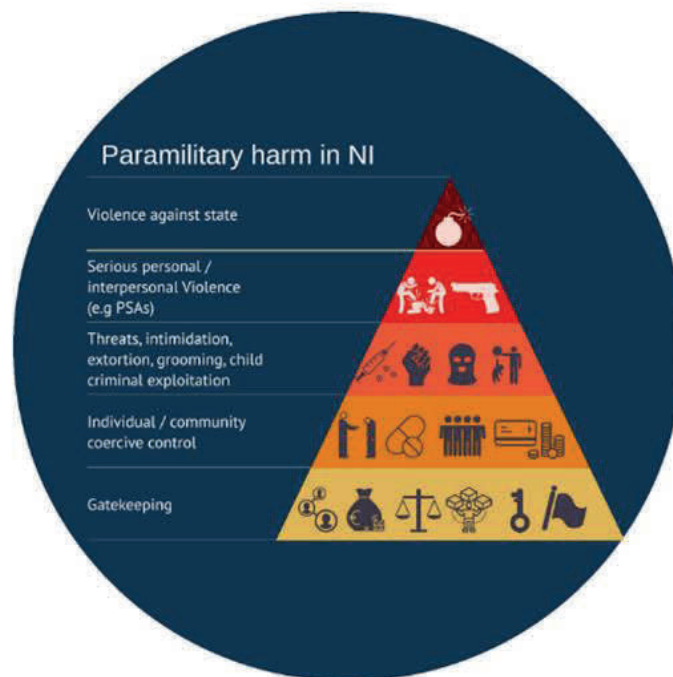 Paramilitary harm in NI
Violence against state
Serious personal /
interpersonal Violence
(e.g PSAs)
Threats, intimidation,
extortion, grooming, child
criminal exploitation
Individual / community
coercive control
Gatekeeping